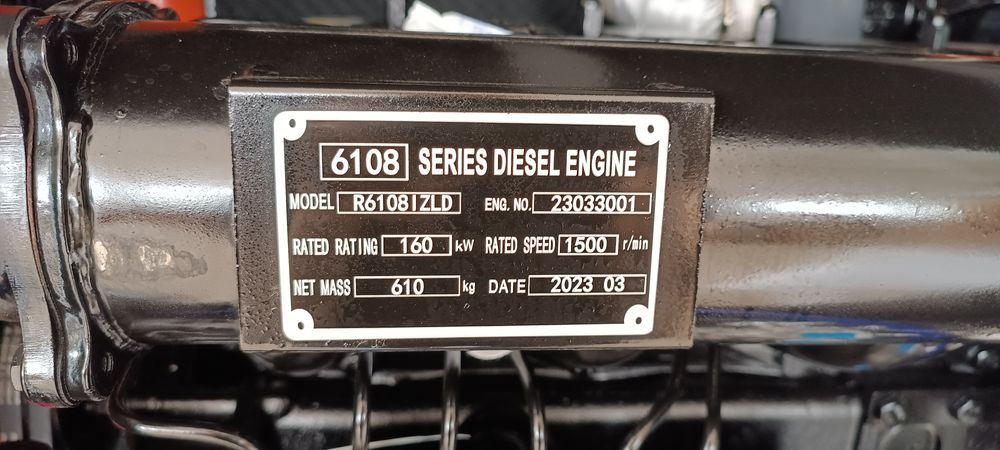 6108 SERIES DIESEL ENGINE
MODEL R6108IZLD ENG. NO. 23033001
RATED RATING 160 kW RATED SPEED 1500 r/min
NET MASS 610 kg DATE 2023 03